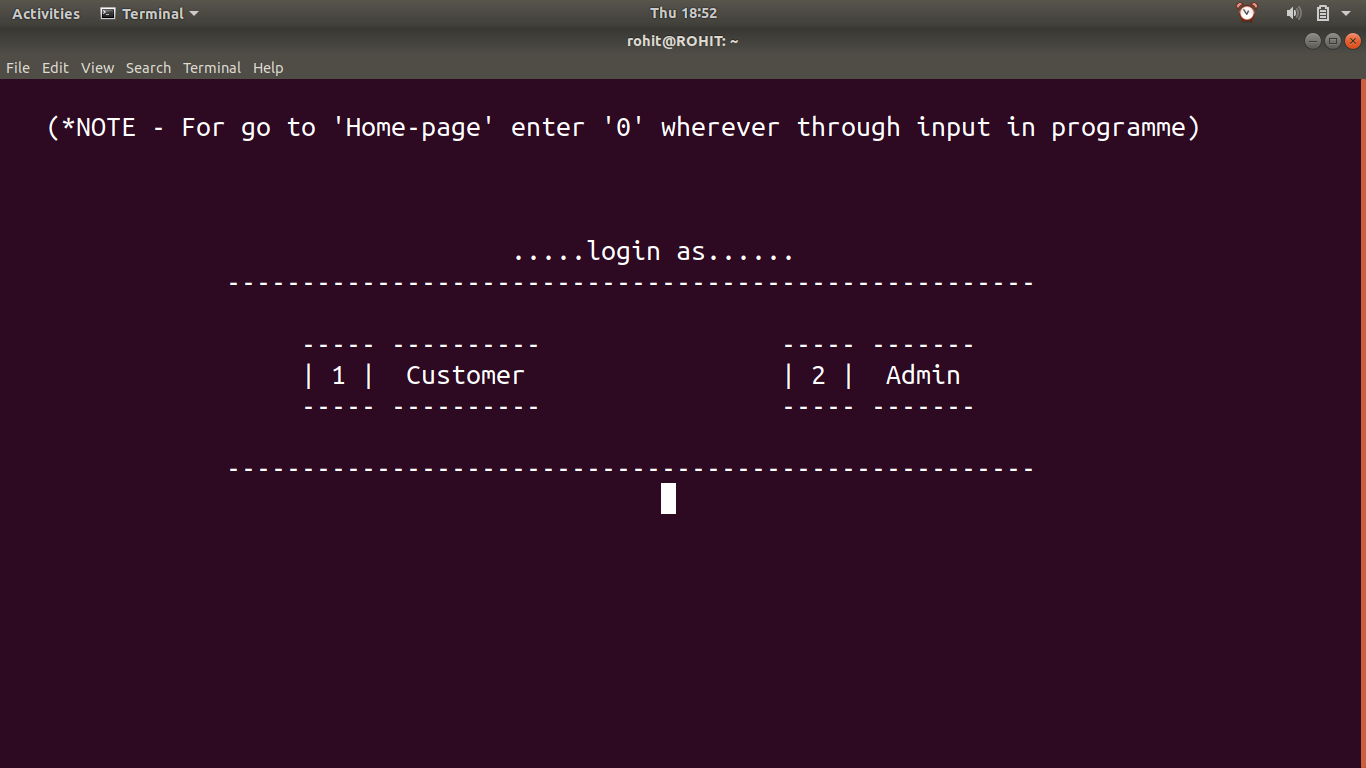 Activities Terminal Thu 18:52
rohit@ROHIT: ~
File Edit View Search Terminal Help
(*NOTE - For go to 'Home-page' enter '0' wherever through input in programme)
.....login as......
------------------------------------------------------
----- ---------- ----- -------
| 1 | Customer | 2 | Admin
----- ---------- ----- -------
------------------------------------------------------